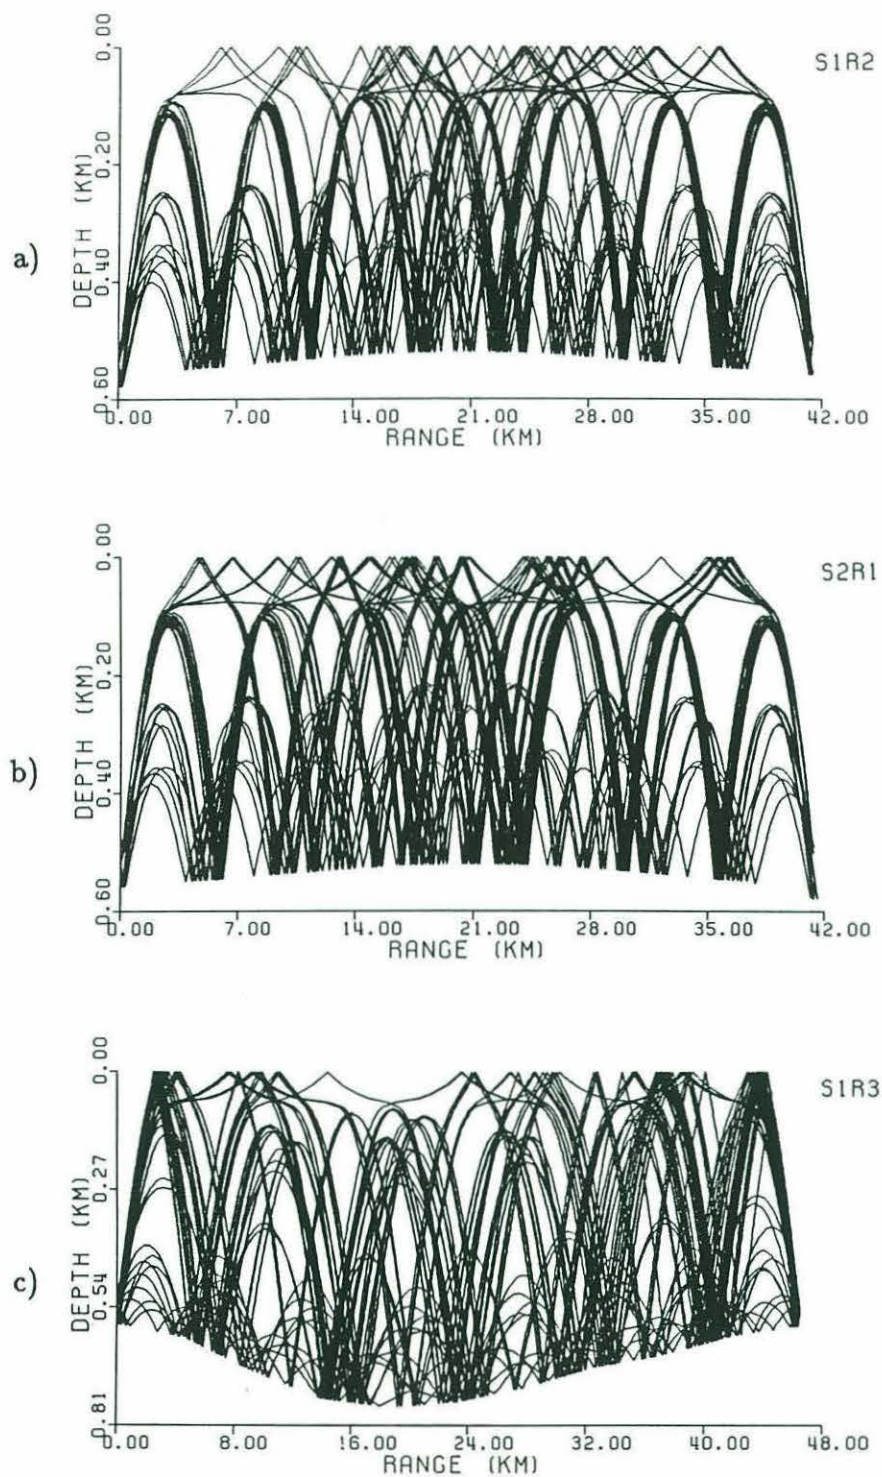 a)
S1R2
DEPTH (KM)
0.00
0.20
0.40
0.60
0.00 7.00 14.00 21.00 28.00 35.00 42.00
RANGE (KM)
b)
S2R1
DEPTH (KM)
0.00
0.20
0.40
0.60
0.00 7.00 14.00 21.00 28.00 35.00 42.00
RANGE (KM)
c)
S1R3
DEPTH (KM)
0.00
0.27
0.54
0.81
0.00 8.00 16.00 24.00 32.00 40.00 48.00
RANGE (KM)